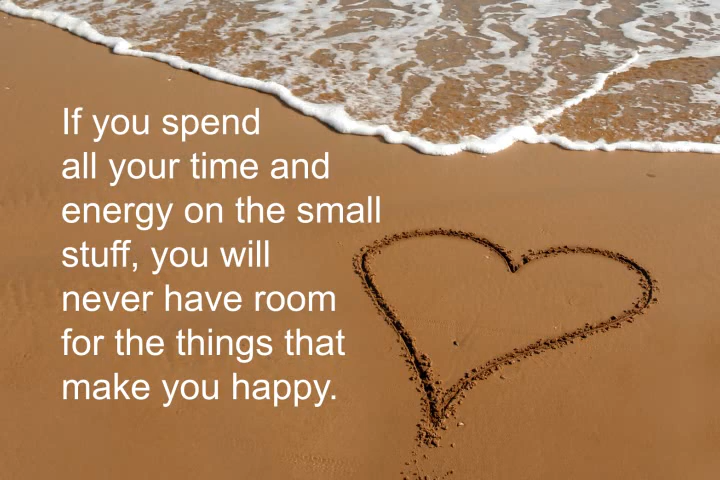 If you spend
all your time and
energy on the small
stuff, you will
never have room
for the things that
make you happy.